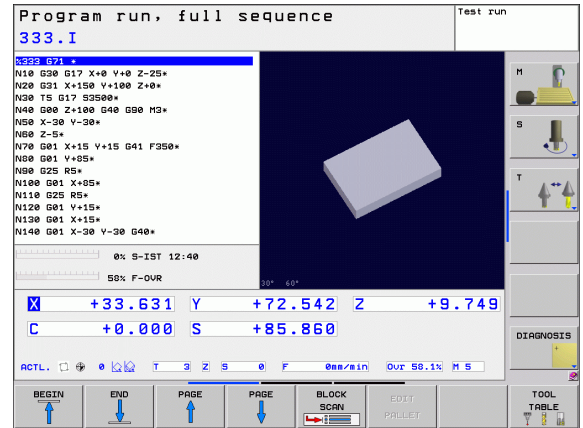 Program run, full sequence
Test run
333.I
%333 G71 *
N10 G30 G17 X+0 Y+0 Z-25*
N20 G31 X+150 Y+100 Z+0*
N30 T5 G17 S3500*
N40 G00 Z+100 G40 G90 M3*
N50 X-30 Y-30*
N60 Z-5*
N70 G01 X+15 Y+15 G41 F350*
N80 G01 Y+85*
N90 G25 R5*
N100 G01 X+85*
N110 G25 R5*
N120 G01 Y+15*
N130 G01 X+15*
N140 G01 X-30 Y-30 G40*
0% S-IST 12:40
58% F-OVR
30° 60°
M
S
T
X +33.631 Y +72.542 Z +9.749
C +0.000 S +85.860
DIAGNOSIS
ACTL. 0 T 3 Z S 0 F 0mm/min Ovr 58.1% M 5
BEGIN
END
PAGE
PAGE
BLOCK
SCAN
EDIT
PALLET
TOOL
TABLE